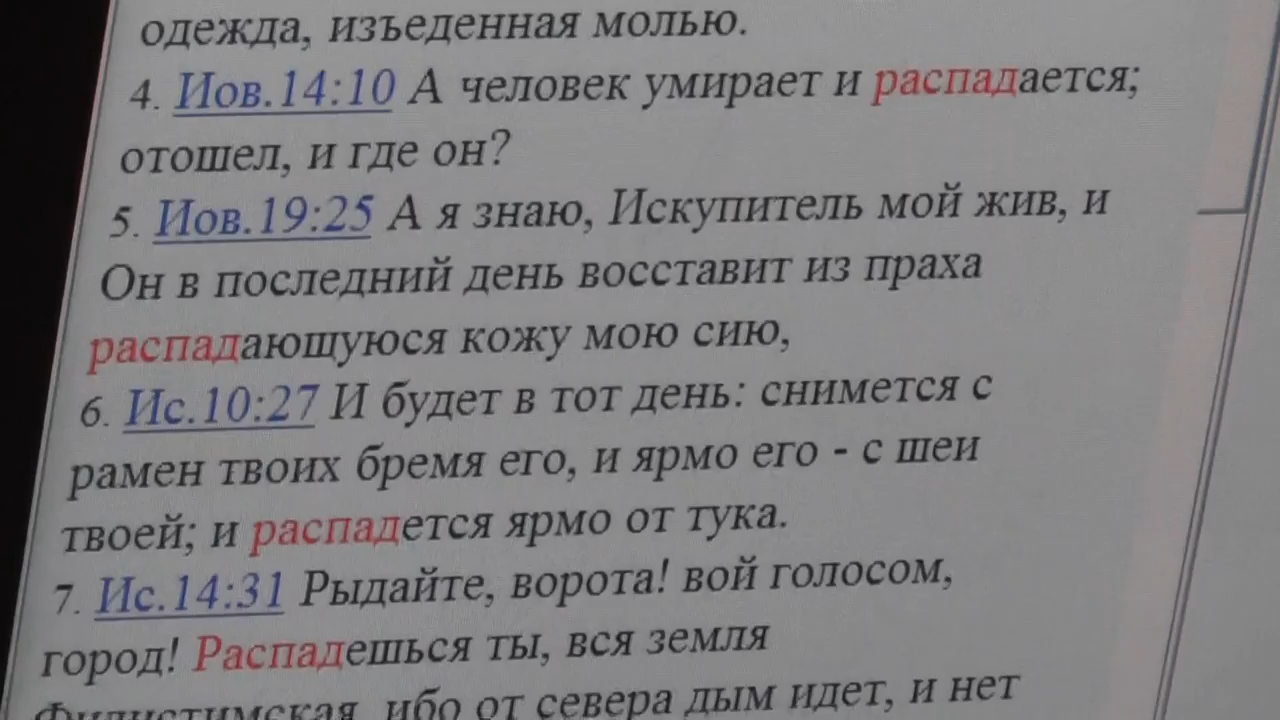 одежда, изъеденная молью.
4. Иов.14:10 А человек умирает и распадается;
отошел, и где он?
5. Иов.19:25 А я знаю, Искупитель мой жив, и
Он в последний день восставит из праха
распадающуюся кожу мою сию,
6. Ис.10:27 И будет в тот день: снимется с
рамен твоих бремя его, и ярмо его - с шеи
твоей; и распадется ярмо от тука.
7. Ис.14:31 Рыдайте, ворота! вой голосом,
город! Распадешься ты, вся земля
Филистимская, ибо от севера дым идет, и нет